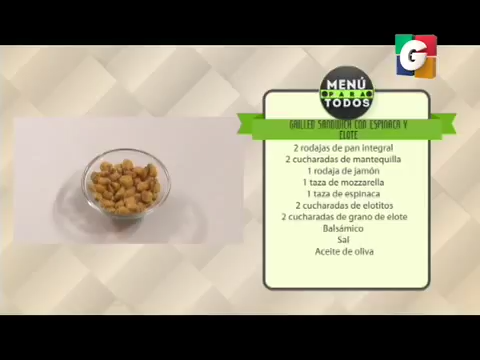 G
MENÚ
PARA
TODOS
GRILLED SANDWICH CON ESPINACA Y
ELOTE
2 rodajas de pan integral
2 cucharadas de mantequilla
1 rodaja de jamón
1 taza de mozzarella
1 taza de espinaca
2 cucharadas de elotitos
2 cucharadas de grano de elote
Balsámico
Sal
Aceite de oliva